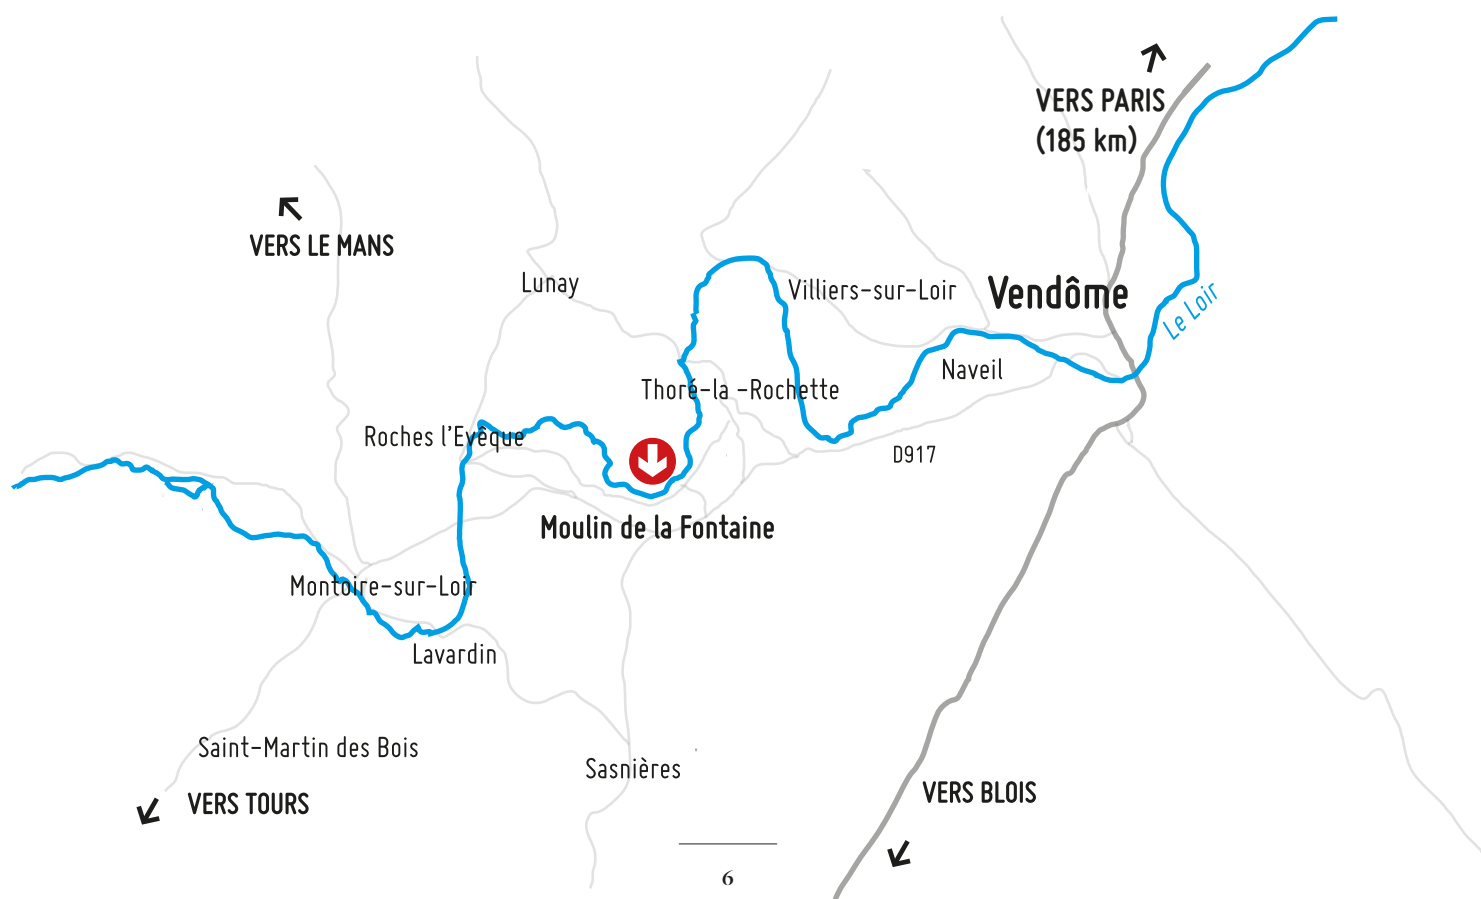 VERS PARIS
(185 km)
VERS LE MANS
Lunay
Villiers-sur-Loir
Vendôme
Le Loir
Naveil
Thoré-la -Rochette
Roches l'Evêque
D917
Moulin de la Fontaine
Montoire-sur-Loir
Lavardin
Saint-Martin des Bois
Sasnières
VERS TOURS
VERS BLOIS
6